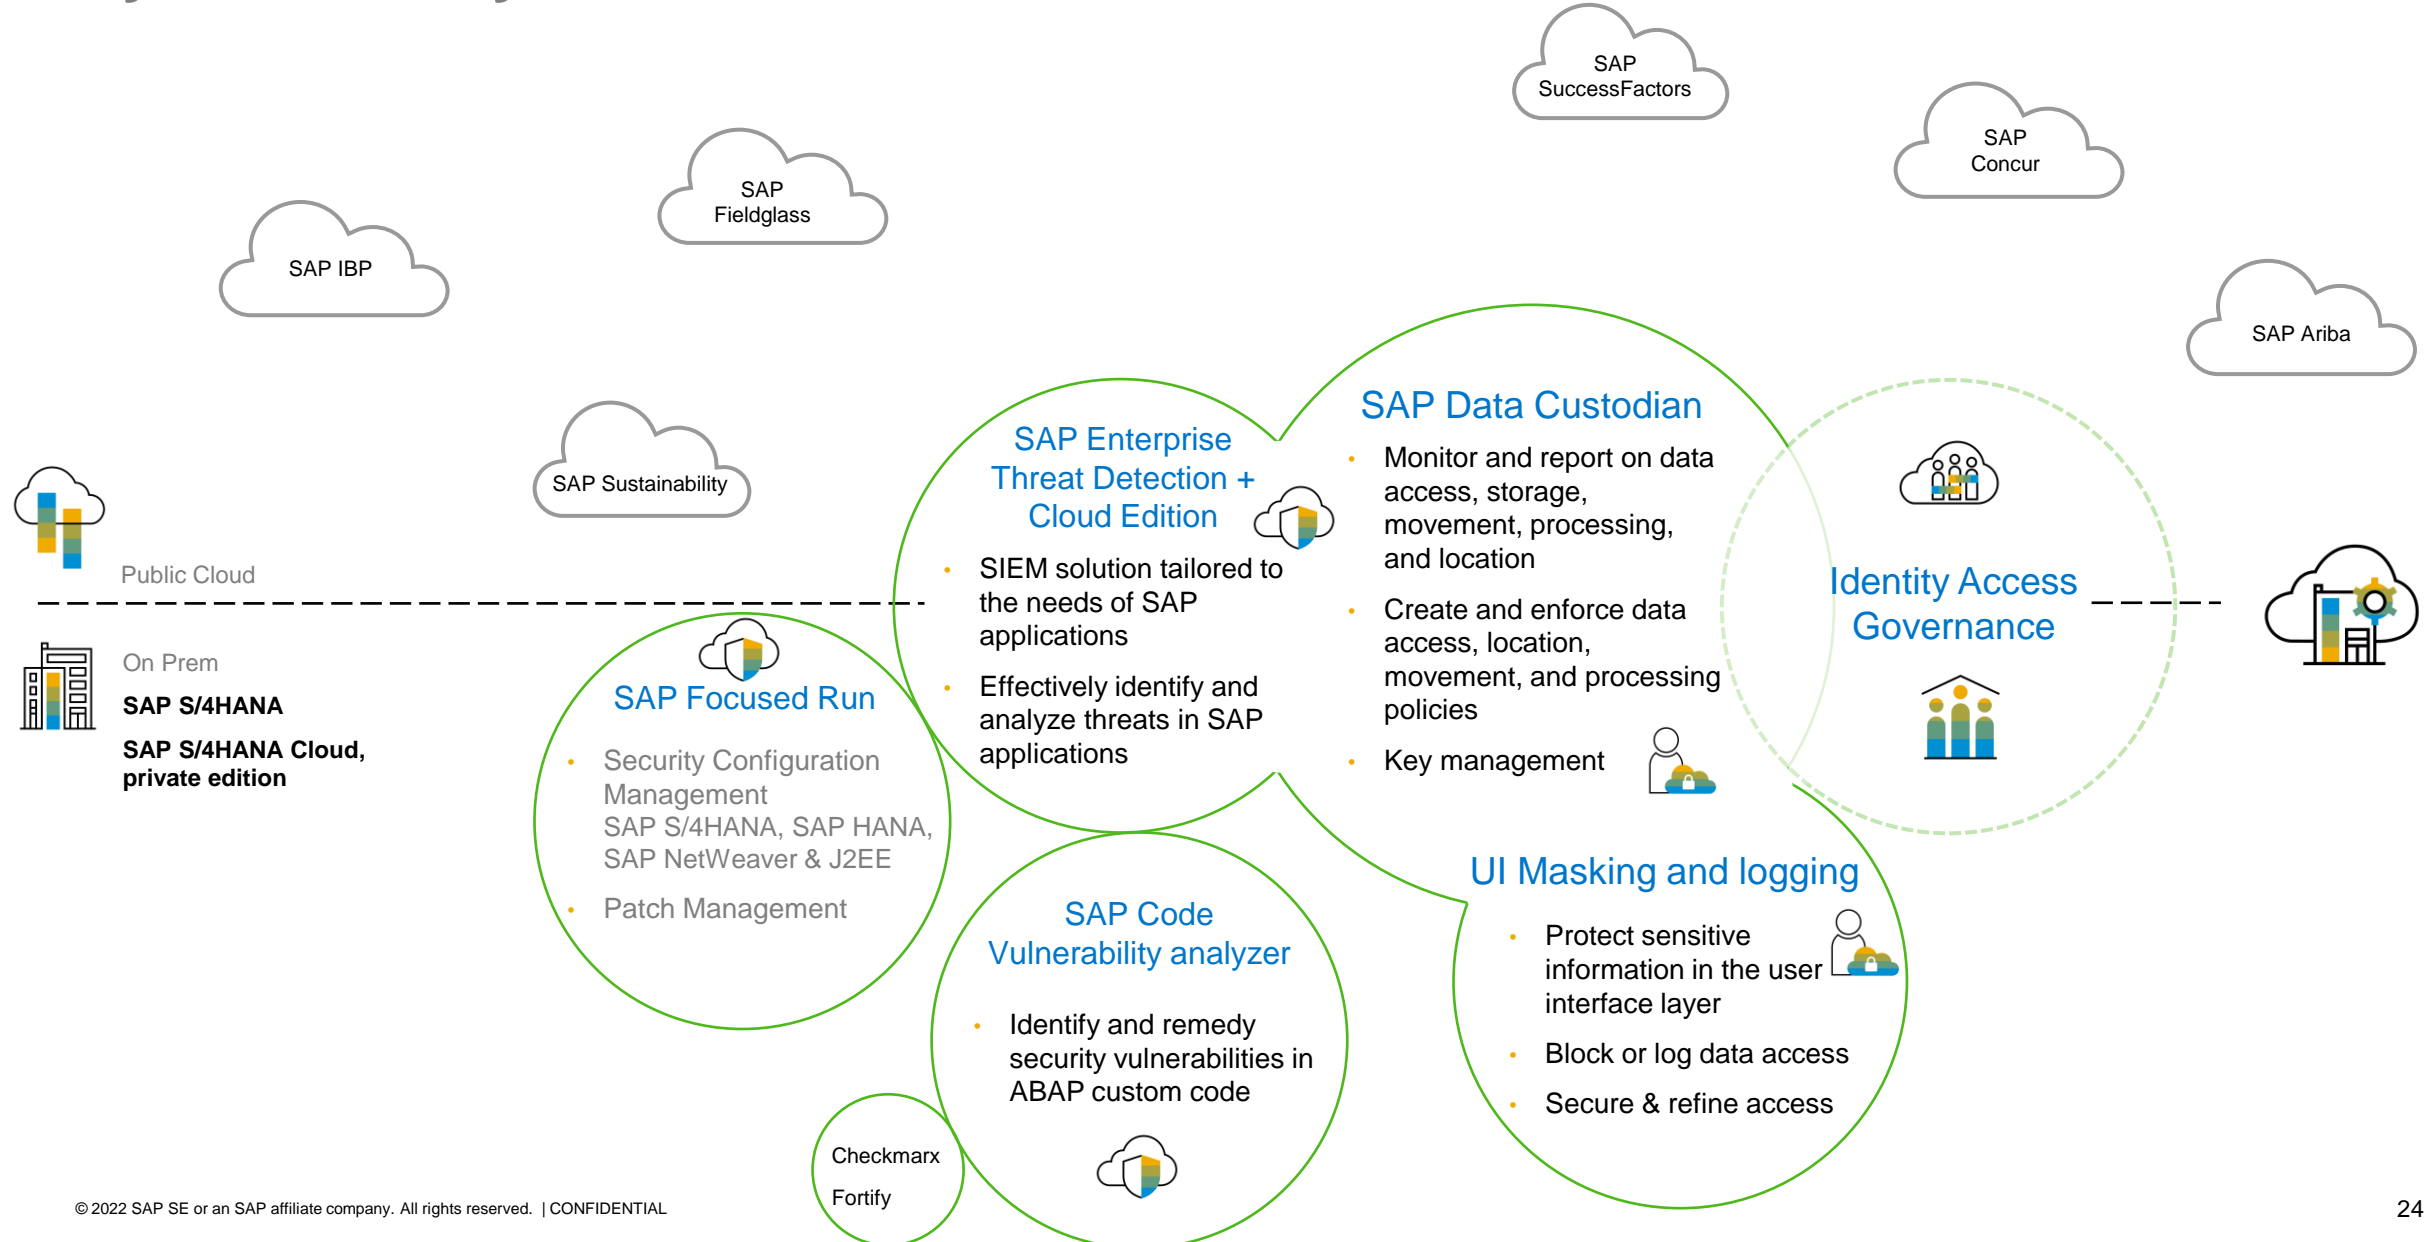 SAP
SuccessFactors
SAP
Concur
SAP
Fieldglass
SAP IBP
SAP Ariba
SAP Sustainability
Public Cloud
On Prem
SAP S/4HANA
SAP S/4HANA Cloud,
private edition
SAP Focused Run
• Security Configuration
Management
SAP S/4HANA, SAP HANA,
SAP NetWeaver & J2EE
• Patch Management
SAP Enterprise
Threat Detection +
Cloud Edition
• SIEM solution tailored to
the needs of SAP
applications
• Effectively identify and
analyze threats in SAP
applications
SAP Data Custodian
• Monitor and report on data
access, storage,
movement, processing,
and location
• Create and enforce data
access, location,
movement, and processing
policies
• Key management
Identity Access
Governance
SAP Code
Vulnerability analyzer
• Identify and remedy
security vulnerabilities in
ABAP custom code
UI Masking and logging
• Protect sensitive
information in the user
interface layer
• Block or log data access
• Secure & refine access
Checkmarx
Fortify
© 2022 SAP SE or an SAP affiliate company. All rights reserved. | CONFIDENTIAL
24